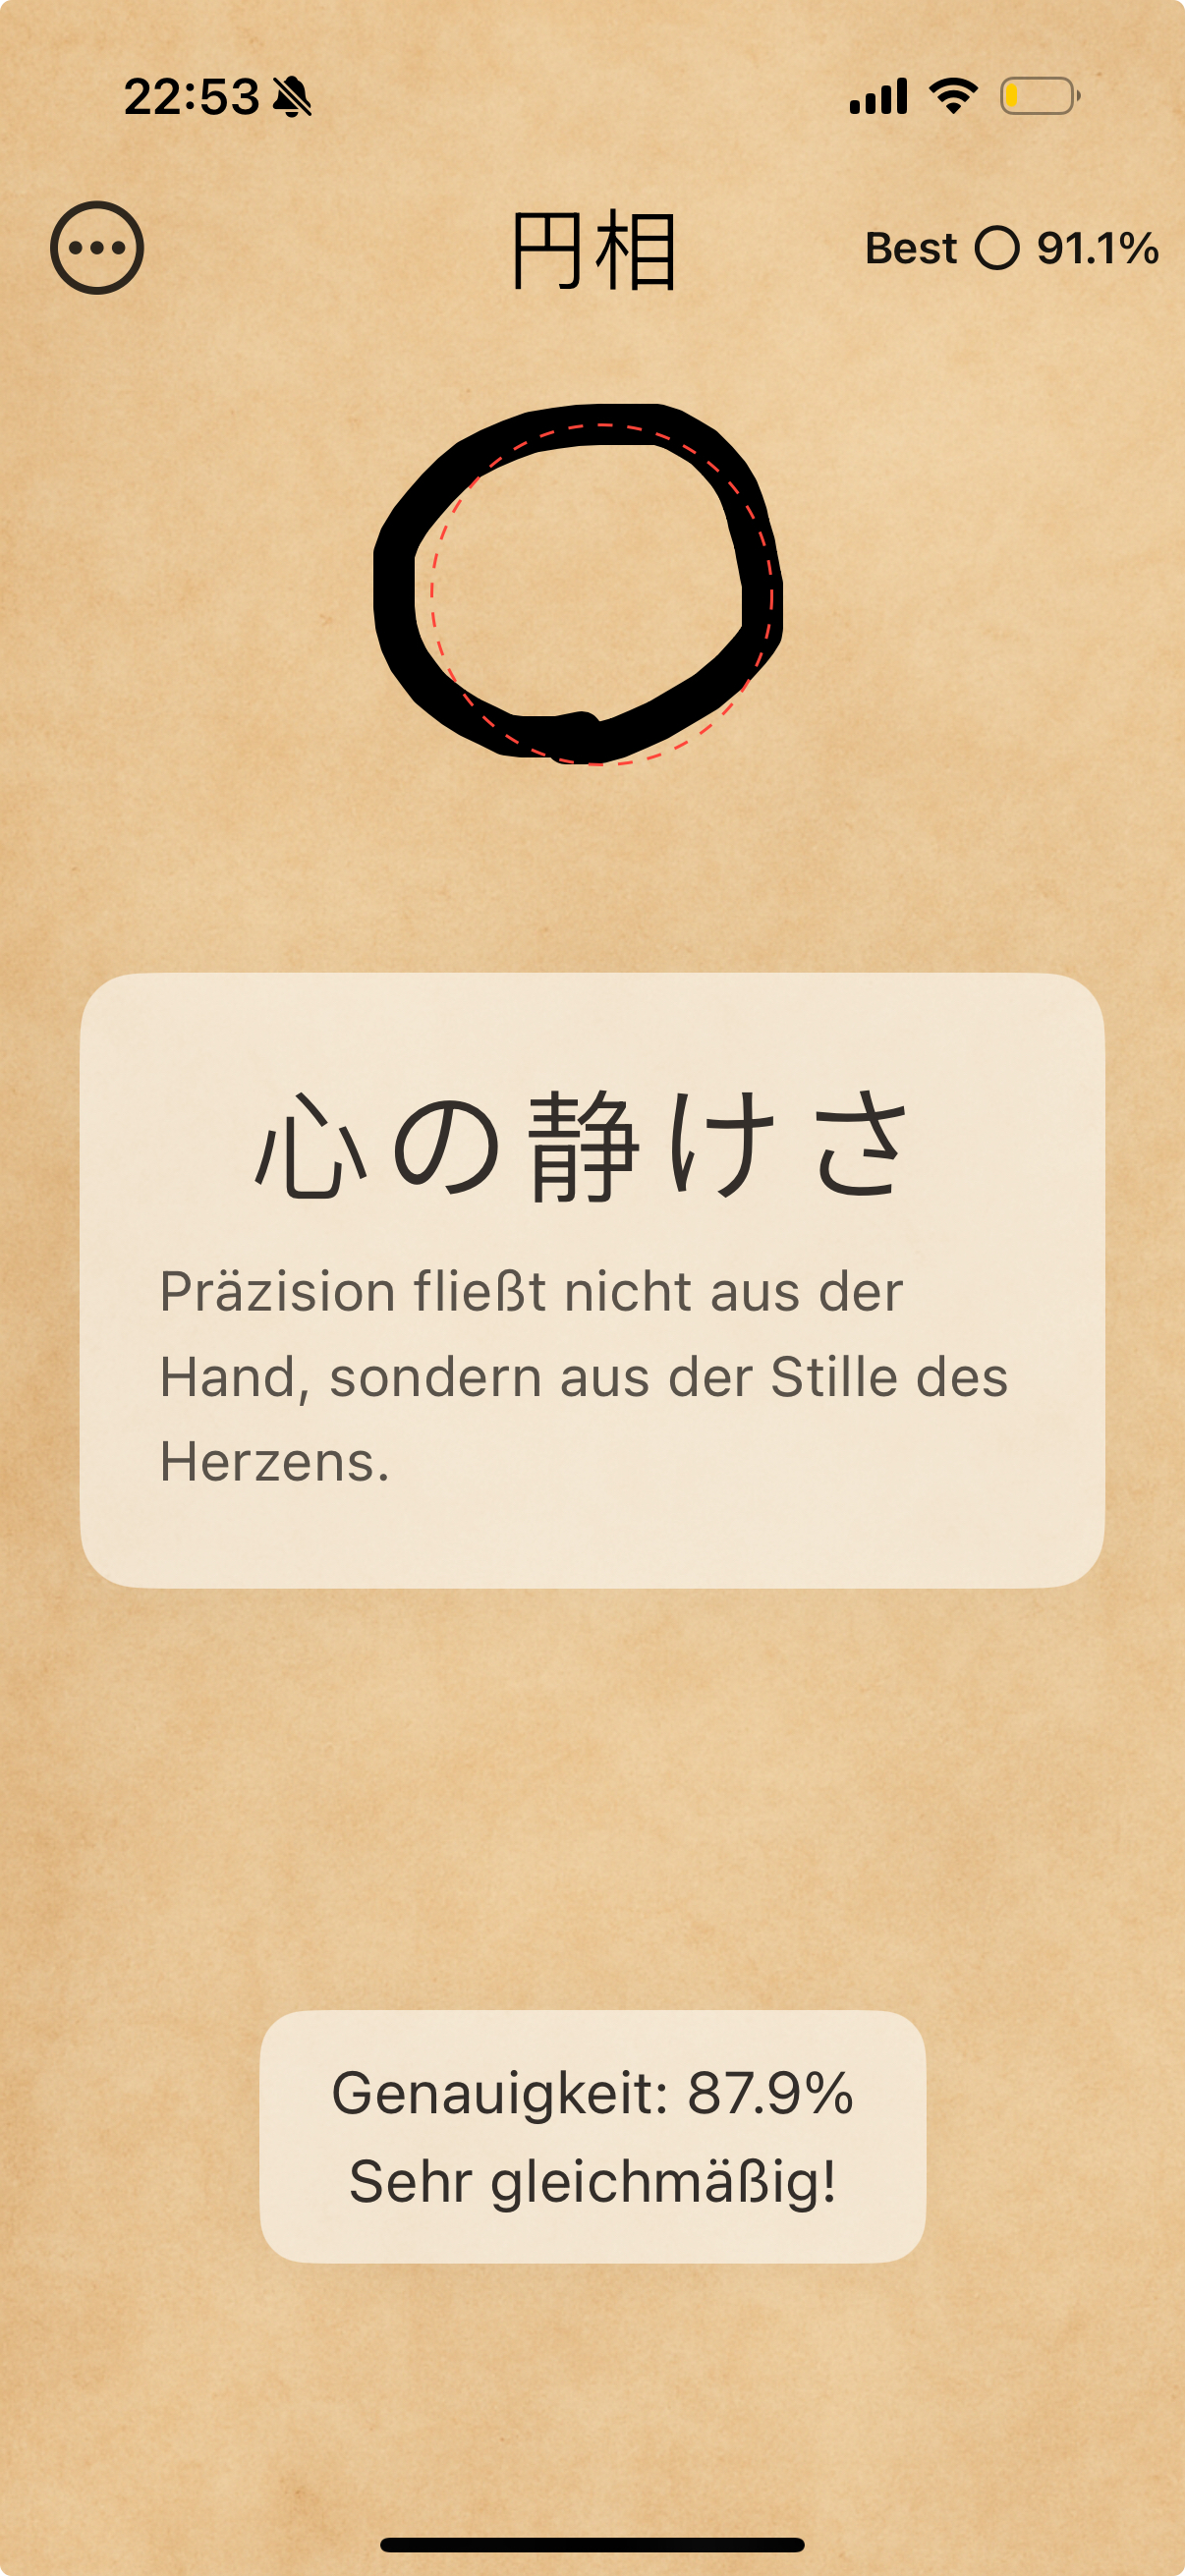 22:53
円相
Best 91.1%
心の静けさ
Präzision fließt nicht aus der
Hand, sondern aus der Stille des
Herzens.
Genauigkeit: 87.9%
Sehr gleichmäßig!